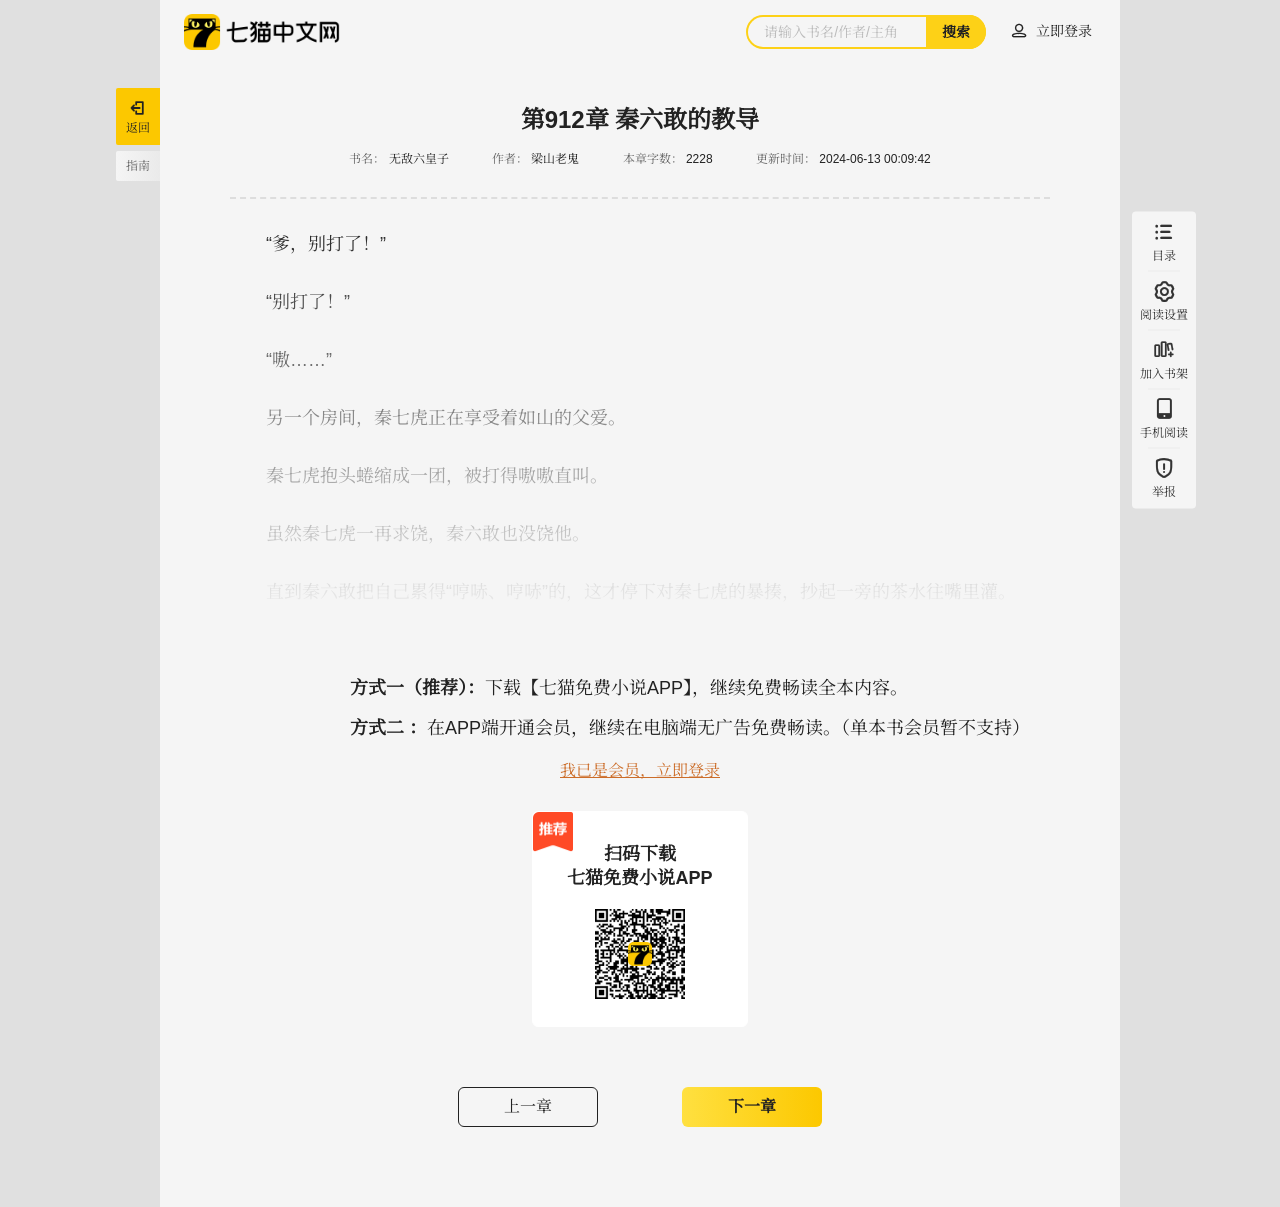 七猫中文网
请输入书名/作者/主角
搜索
立即登录
返回
指南
第912章 秦六敢的教导
书名： 无敌六皇子 作者： 梁山老鬼 本章字数： 2228 更新时间： 2024-06-13 00:09:42
“爹，别打了！”
“别打了！”
“嗷……”
另一个房间，秦七虎正在享受着如山的父爱。
秦七虎抱头蜷缩成一团，被打得嗷嗷直叫。
虽然秦七虎一再求饶，秦六敢也没饶他。
直到秦六敢把自己累得“哼哧、哼哧”的，这才停下对秦七虎的暴揍，抄起一旁的茶水往嘴里灌。
目录
阅读设置
加入书架
手机阅读
举报
方式一（推荐）：下载【七猫免费小说APP】，继续免费畅读全本内容。
方式二 ：在APP端开通会员，继续在电脑端无广告免费畅读。（单本书会员暂不支持）
我已是会员，立即登录
推荐
扫码下载
七猫免费小说APP
上一章
下一章